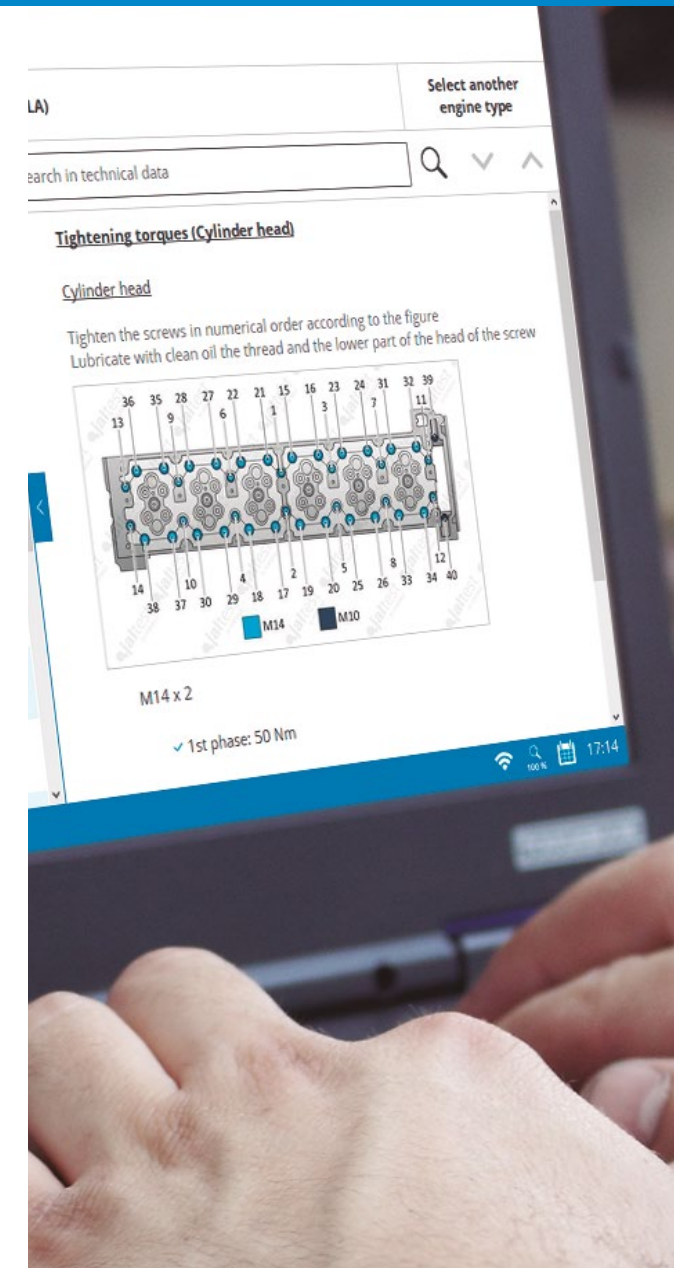 LA)
Select another
engine type
earch in technical data
Tightening torques (Cylinder head)
Cylinder head
Tighten the screws in numerical order according to the figure
Lubricate with clean oil the thread and the lower part of the head of the screw
36 35 28 27 22 21 15 16 23 24 31 32 39
13 9 6 1 3 7 11
14 10 4 2 5 8 12
38 37 30 29 18 17 19 20 25 26 33 34 40
M14 M10
M14 x 2
✓ 1st phase: 50 Nm
100 %
17:14